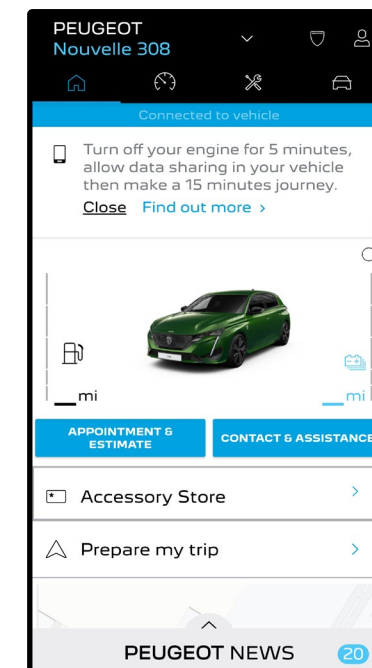 PEUGEOT
Nouvelle 308
Connected to vehicle
Turn off your engine for 5 minutes,
allow data sharing in your vehicle
then make a 15 minutes journey.
Close Find out more >
mi
mi
APPOINTMENT &
ESTIMATE
CONTACT & ASSISTANCE
Accessory Store
Prepare my trip
PEUGEOT NEWS 20